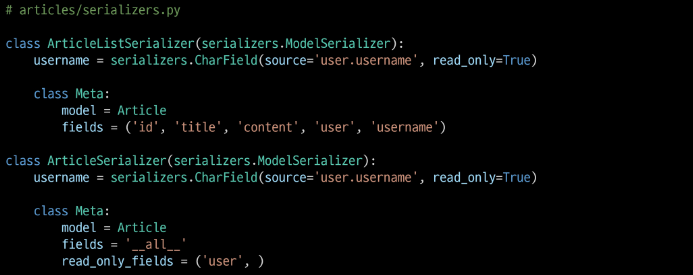 # articles/serializers.py
class ArticleListSerializer(serializers.ModelSerializer):
    username = serializers.CharField(source='user.username', read_only=True)
    class Meta:
        model = Article
        fields = ('id', 'title', 'content', 'user', 'username')
class ArticleSerializer(serializers.ModelSerializer):
    username = serializers.CharField(source='user.username', read_only=True)
    class Meta:
        model = Article
        fields = '__all__'
        read_only_fields = ('user', )